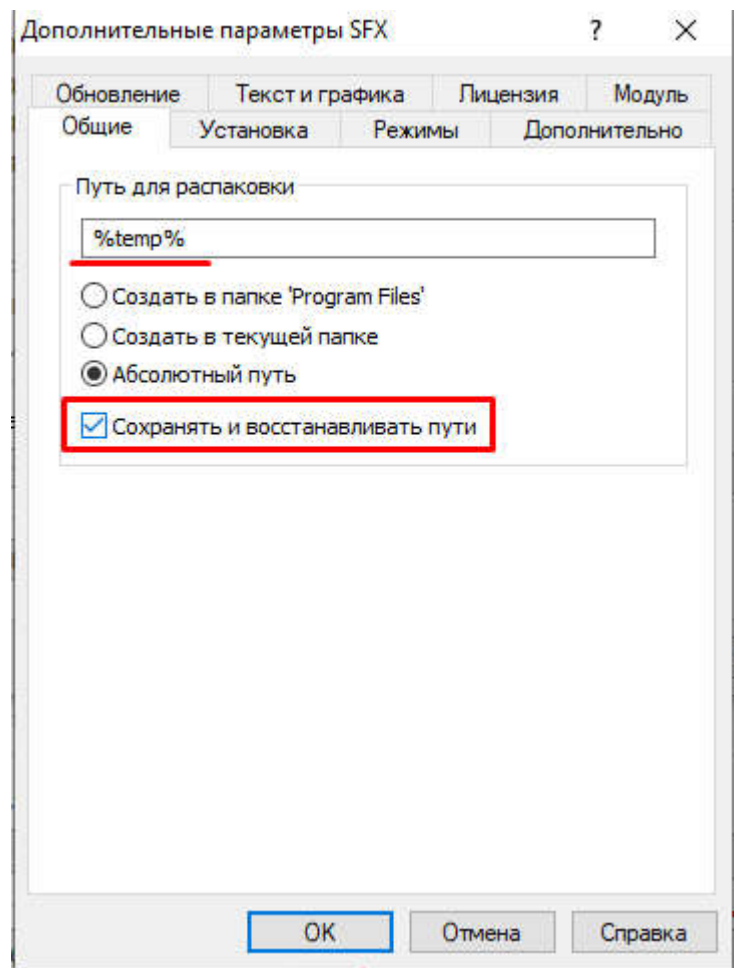 Дополнительные параметры SFX ? ×
Обновление Текст и графика Лицензия Модуль
Общие Установка Режимы Дополнительно
Путь для распаковки
%temp%
Создать в папке 'Program Files'
Создать в текущей папке
Абсолютный путь
Сохранять и восстанавливать пути
OK Отмена Справка